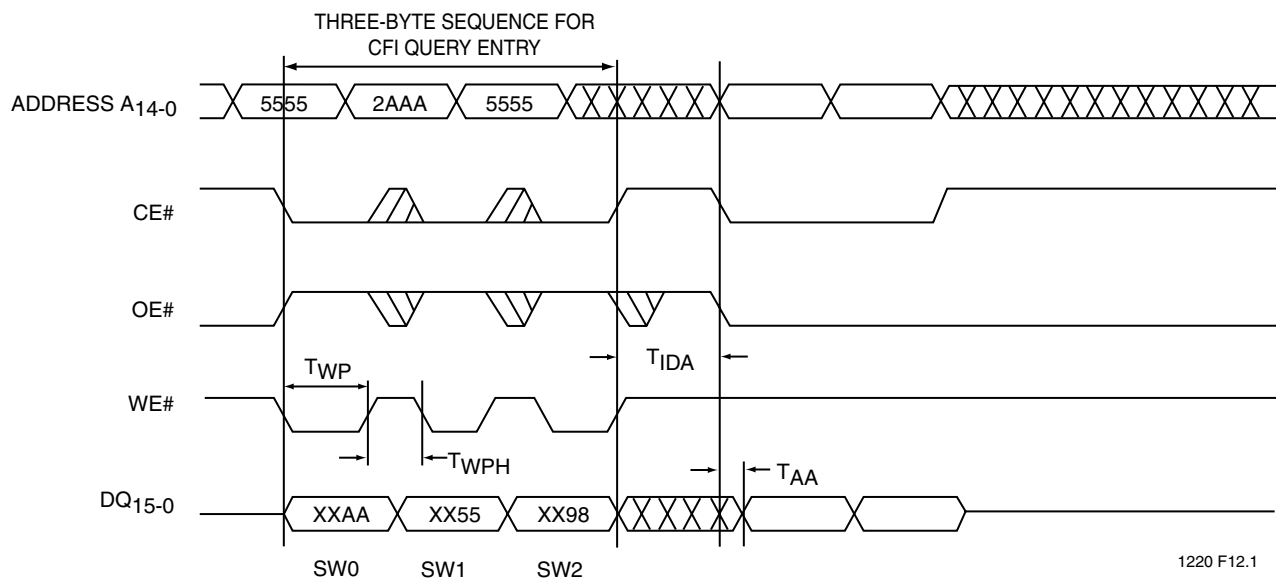 THREE-BYTE SEQUENCE FOR
CFI QUERY ENTRY
ADDRESS A14-0
5555 2AAA 5555
CE#
OE#
TWP
TIDA
WE#
TWPH
TAA
DQ15-0
XXAA XX55 XX98
SW0 SW1 SW2
1220 F12.1